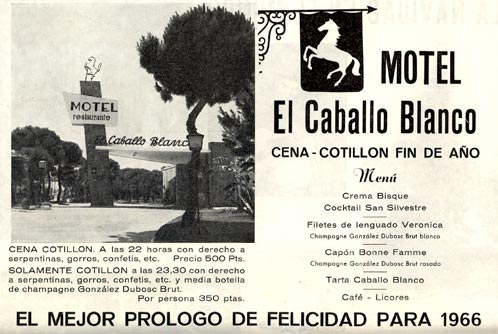 MOTEL
restaurante
el Caballo Blanco
CENA COTILLON. A las 22 horas con derecho a
serpentinas, gorros, confetis, etc. Precio 500 Pts.
SOLAMENTE COTILLON a las 23,30 con derecho
a serpentinas, gorros, confetis, etc. y media botella
de champagne González Dubosc Brut.
Por persona 350 ptas.
MOTEL
El Caballo Blanco
CENA - COTILLON FIN DE AÑO
Menú
Crema Bisque
Cocktail San Silvestre
Filetes de lenguado Veronica
Champagne González Dubosc Brut blanco
Capón Bonne Famme
Champagne González Dubosc Brut rosado
Tarta Caballo Blanco
Café - Licores
EL MEJOR PROLOGO DE FELICIDAD PARA 1966